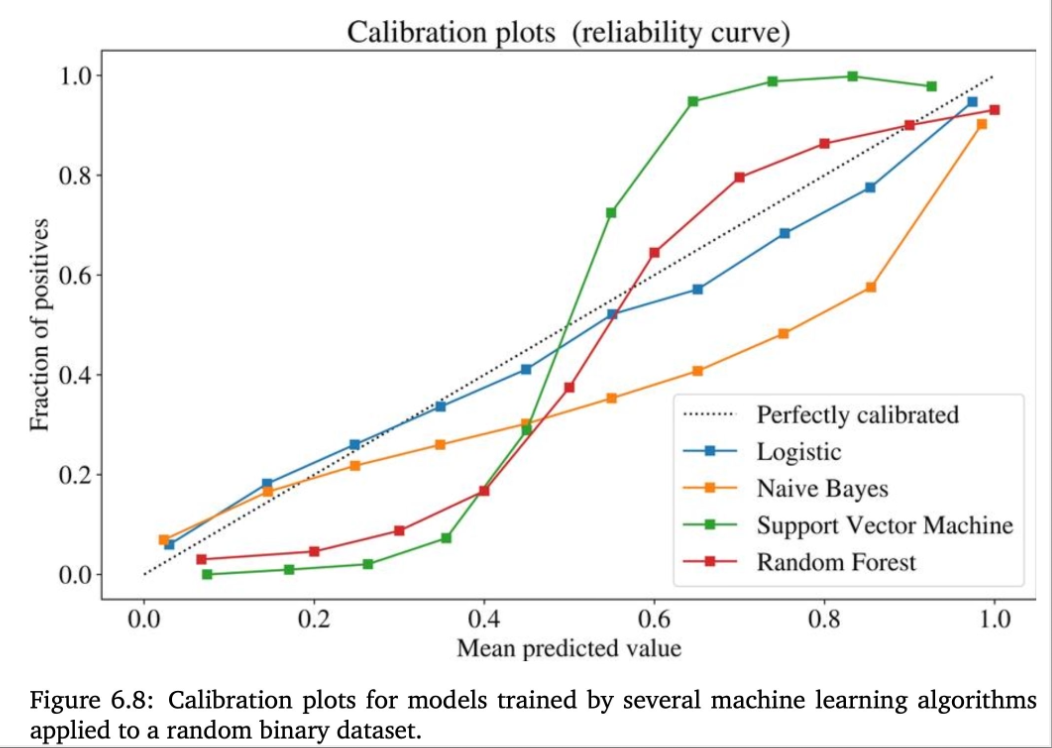 Calibration plots (reliability curve)
1.0
0.8
0.6
0.4
0.2
0.0
Fraction of positives
Perfectly calibrated
Logistic
Naive Bayes
Support Vector Machine
Random Forest
0.0 0.2 0.4 0.6 0.8 1.0
Mean predicted value
Figure 6.8: Calibration plots for models trained by several machine learning algorithms
applied to a random binary dataset.